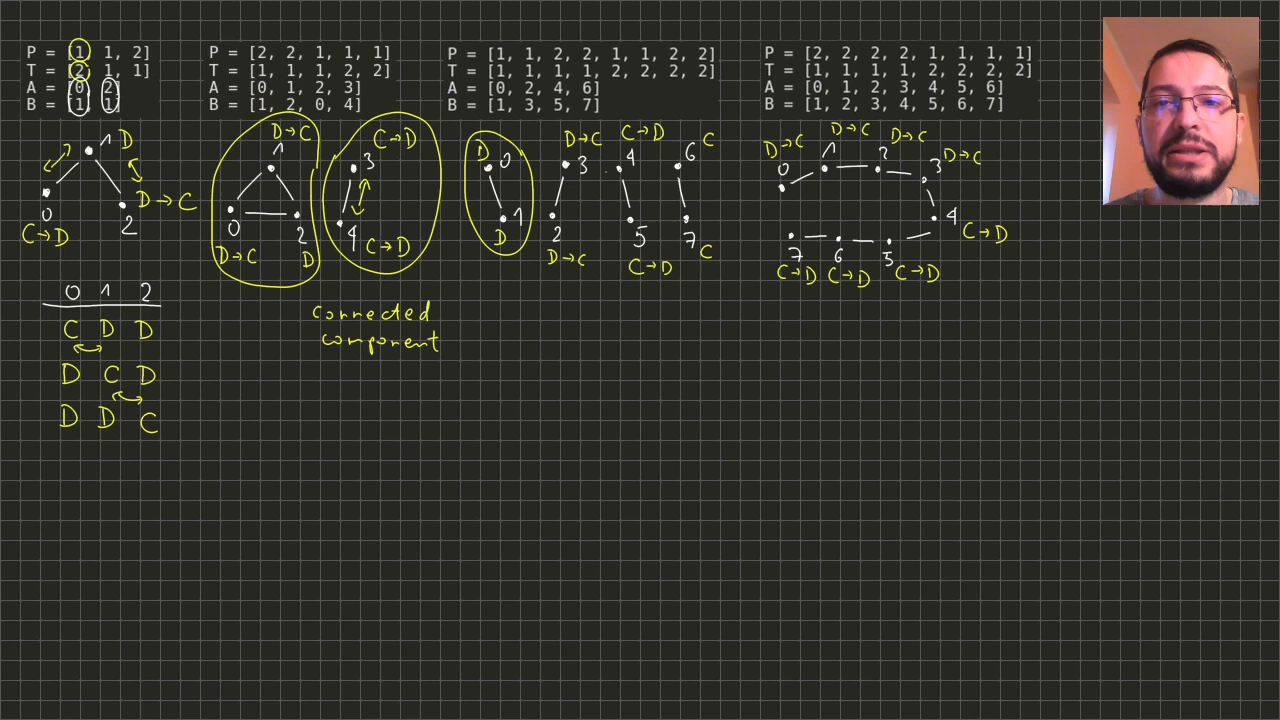 P = [1, 1, 2]
T = [2, 1, 1]
A = [0, 2]
B = [1, 1]
P = [2, 2, 1, 1, 1]
T = [1, 1, 1, 2, 2]
A = [0, 1, 2, 3]
B = [1, 2, 0, 4]
P = [1, 1, 2, 2, 1, 1, 2, 2]
T = [1, 1, 1, 1, 2, 2, 2, 2]
A = [0, 2, 4, 6]
B = [1, 3, 5, 7]
P = [2, 2, 2, 2, 1, 1, 1, 1]
T = [1, 1, 1, 1, 2, 2, 2, 2]
A = [0, 1, 2, 3, 4, 5, 6]
B = [1, 2, 3, 4, 5, 6, 7]
1 D
D→C
0
2
C→D
D→C
1
C→D
3
0
2
4
D→C
D
C→D
D
0
1
D
D→C
3
2
D→C
C→D
4
5
C→D
6
C
7
C
D→C
0
D→C
1
D→C
2
3
D→C
4
C→D
7
6
5
C→D
C→D
C→D
connected
component
0 1 2
C D D
D C D
D D C